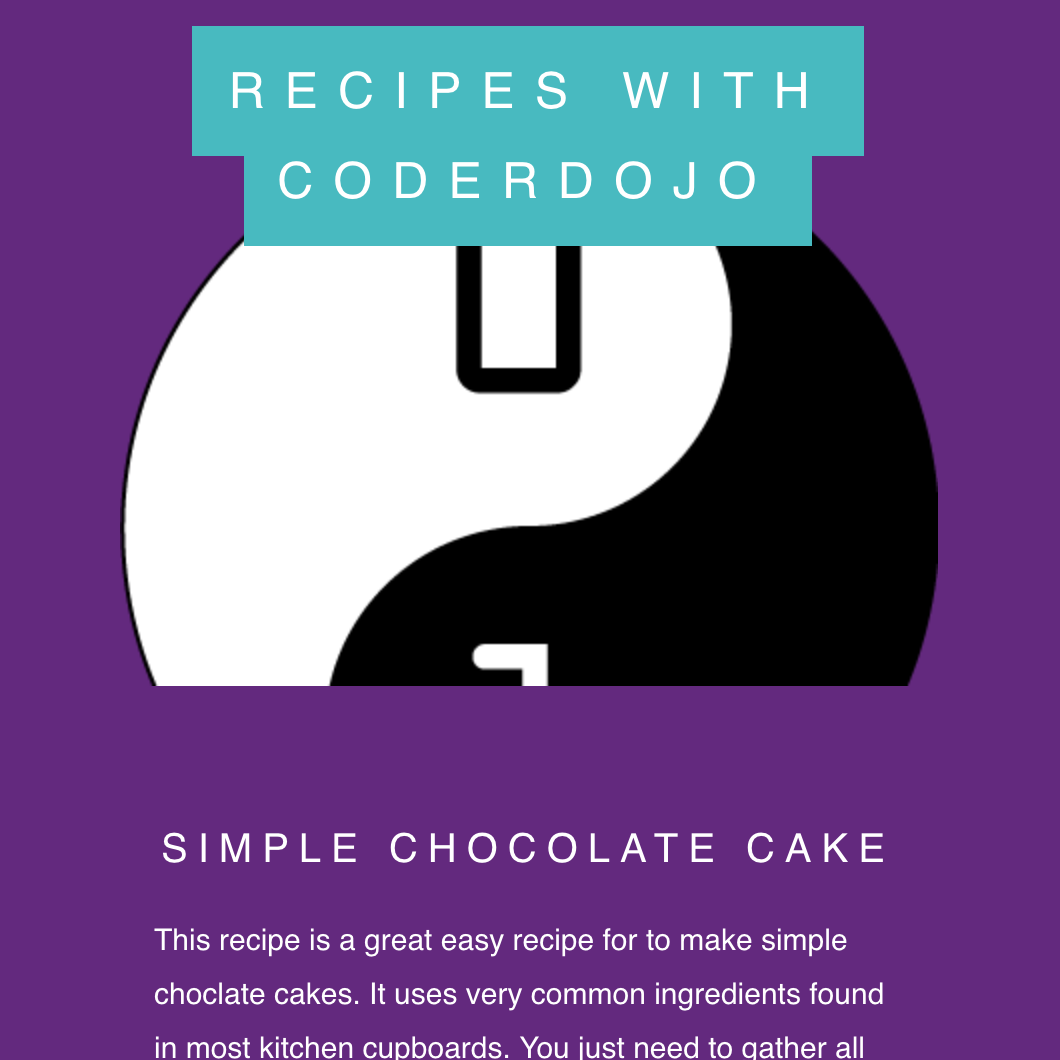 RECIPES WITH
CODERDOJO
SIMPLE CHOCOLATE CAKE
This recipe is a great easy recipe for to make simple
choclate cakes. It uses very common ingredients found
in most kitchen cupboards. You just need to gather all